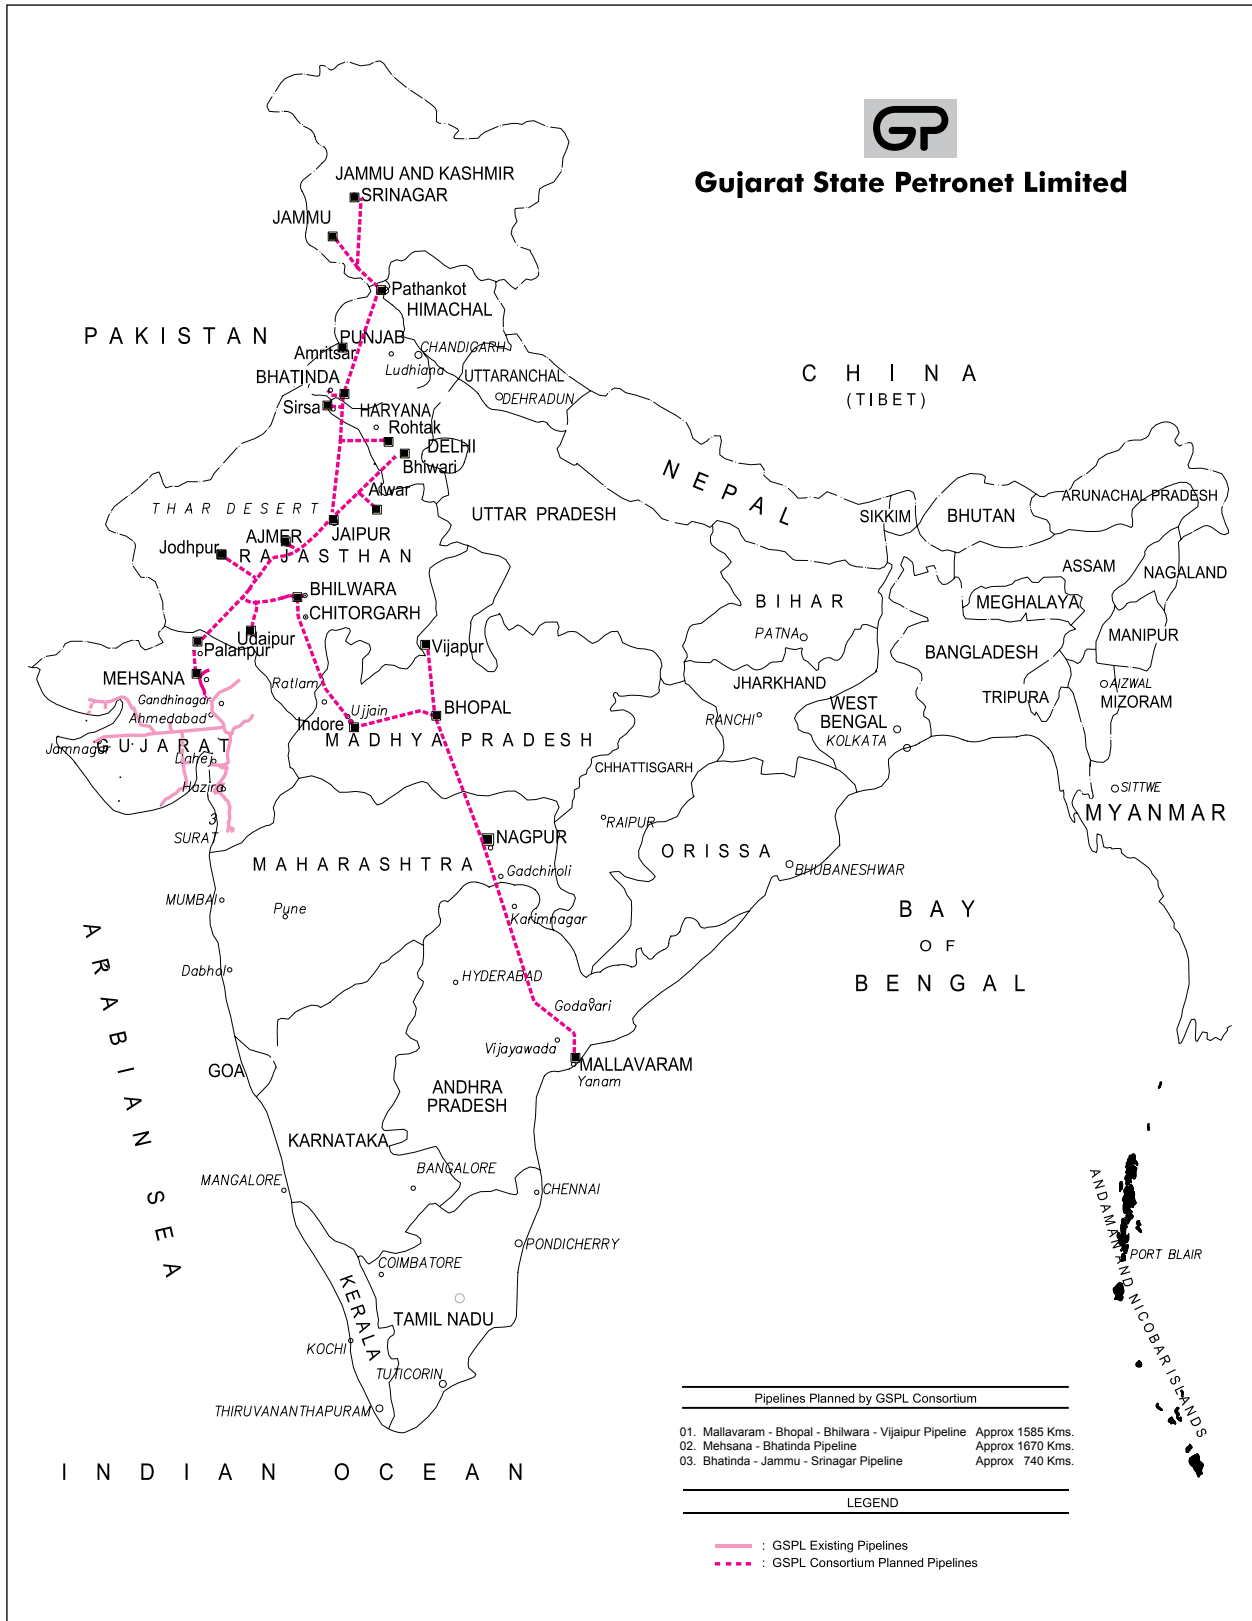 GP
Gujarat State Petronet Limited
JAMMU AND KASHMIR
SRINAGAR
JAMMU
Pathankot
HIMACHAL
PAKISTAN
PUNJAB
Amritsar
CHANDIGARH
Ludhiana
BHATINDA
UTTARANCHAL
DEHRADUN
CHINA
(TIBET)
Sirsa
HARYANA
Rohtak
DELHI
Bhiwari
Alwar
NEPAL
THAR DESERT
UTTAR PRADESH
SIKKIM
BHUTAN
ARUNACHAL PRADESH
AJMER
JAIPUR
Jodhpur
RAJASTHAN
ASSAM
NAGALAND
BHILWARA
CHITORGARH
BIHAR
MEGHALAYA
PATNA
MANIPUR
Udaipur
Palanpur
Vijapur
BANGLADESH
MEHSANA
Ratlam
JHARKHAND
AIZWAL
Gandhinagar
TRIPURA
MIZORAM
Ahmedabad
Ujjain
BHOPAL
WEST
BENGAL
RANCHI
Indore
KOLKATA
Jamnagar
GUJARAT
MADHYA PRADESH
Dahej
CHHATTISGARH
Hazira
SITTWE
MYANMAR
3
SURAT
RAIPUR
NAGPUR
ORISSA
MAHARASHTRA
Gadchiroli
BHUBANESHWAR
MUMBAI
Pune
Karimnagar
BAY
OF
BENGAL
ARABIAN SEA
Dabhol
HYDERABAD
Godavari
Vijayawada
MALLAVARAM
Yanam
GOA
ANDHRA
PRADESH
KARNATAKA
BANGALORE
MANGALORE
CHENNAI
PONDICHERRY
COIMBATORE
KERALA
TAMIL NADU
KOCHI
TUTICORIN
THIRUVANANTHAPURAM
ANDAMAN AND NICOBAR ISLANDS
PORT BLAIR
INDIAN OCEAN
Pipelines Planned by GSPL Consortium
01. Mallavaram - Bhopal - Bhilwara - Vijaipur Pipeline Approx 1585 Kms.
02. Mehsana - Bhatinda Pipeline Approx 1670 Kms.
03. Bhatinda - Jammu - Srinagar Pipeline Approx 740 Kms.
LEGEND
: GSPL Existing Pipelines
: GSPL Consortium Planned Pipelines